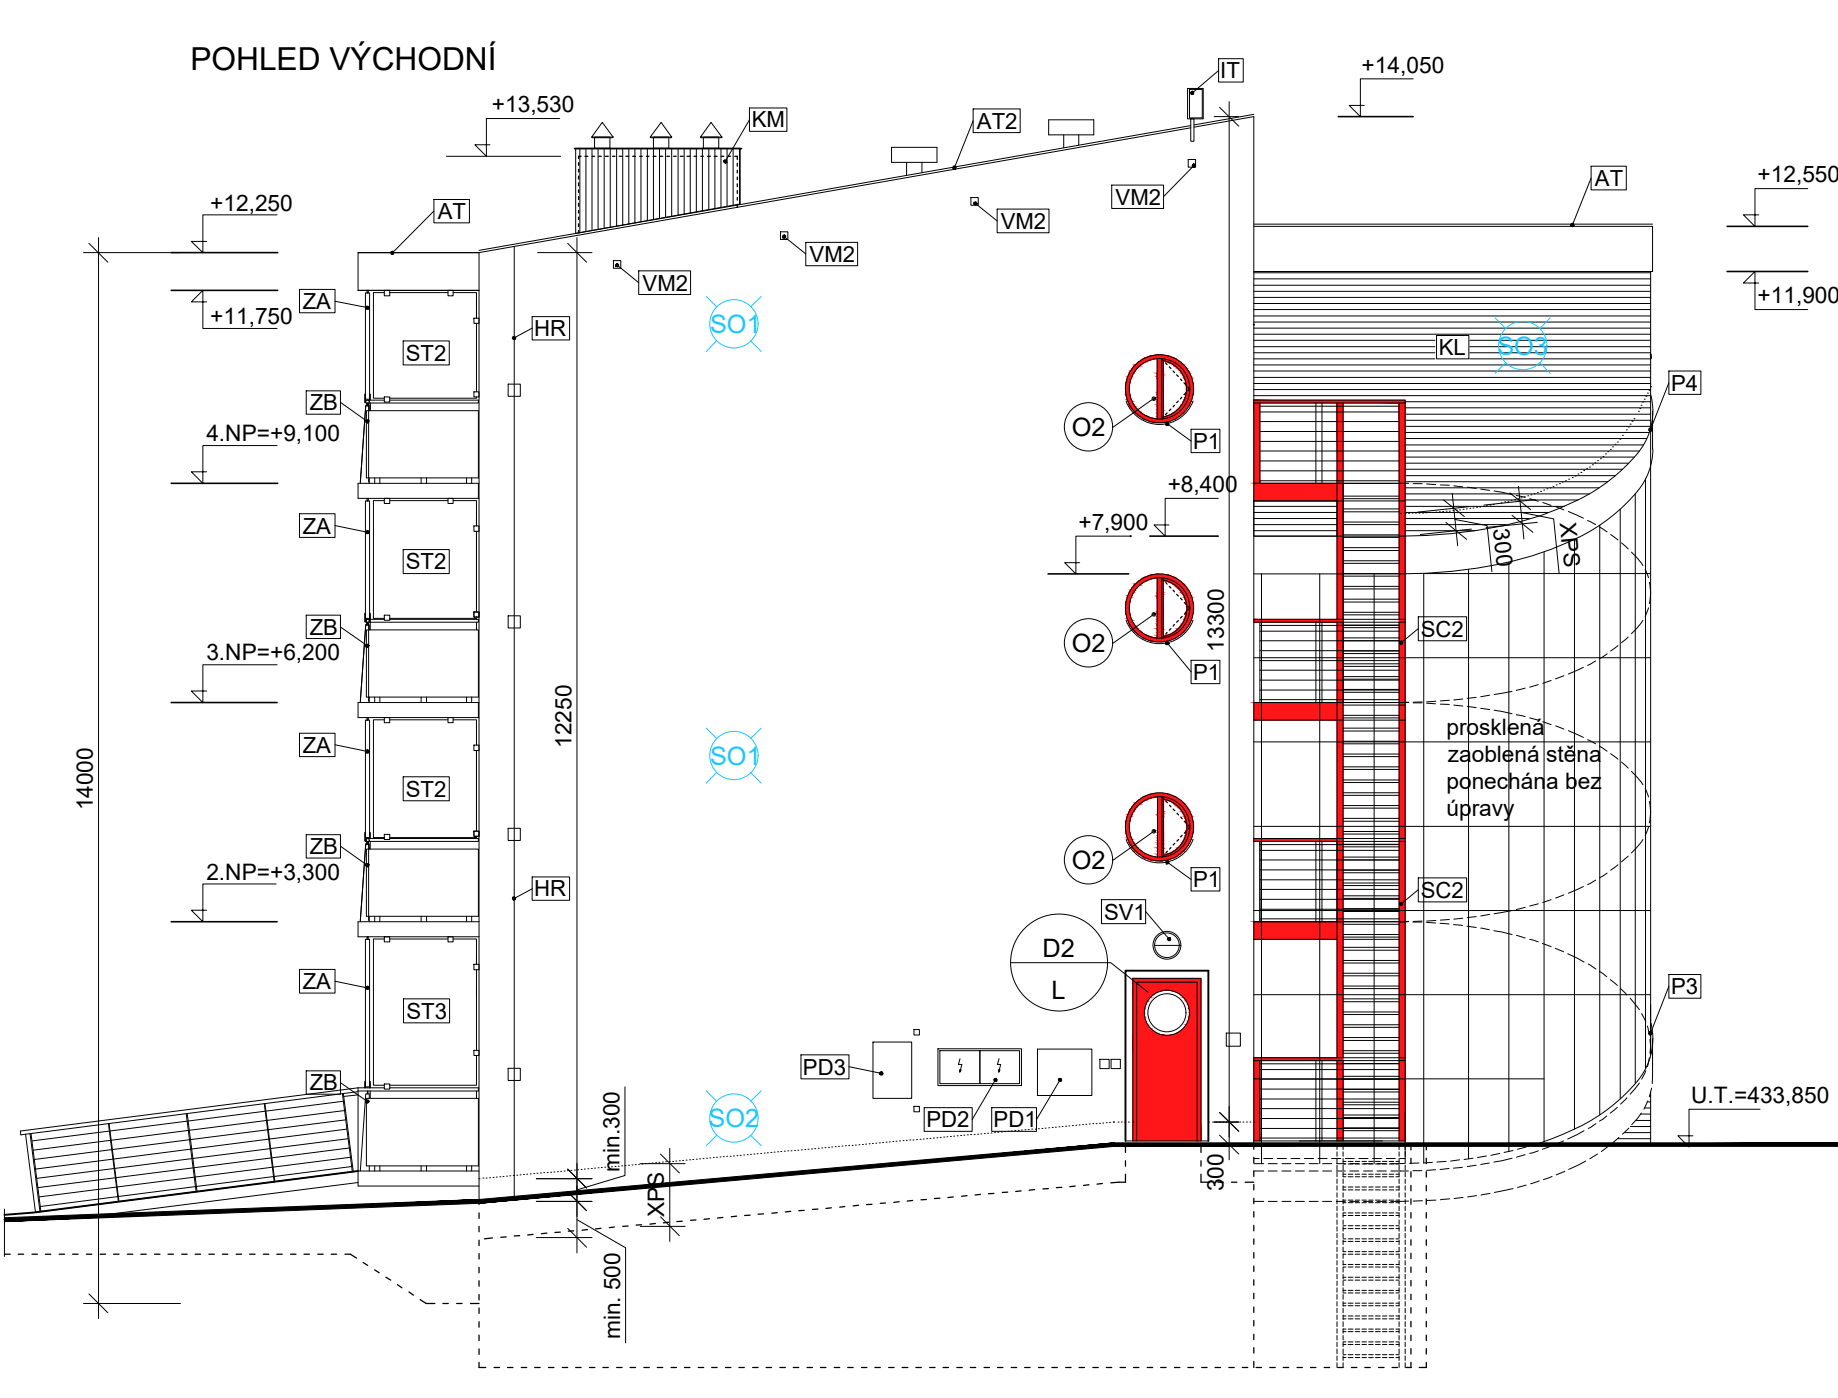 POHLED VÝCHODNÍ
IT
+14,050
+13,530
KM
AT2
AT
+12,550
VM2
+12,250
AT
VM2
VM2
VM2
+11,900
ZA
+11,750
HR
SO1
ST2
KL
SO3
P4
ZB
O2
P1
4.NP=+9,100
+8,400
+7,900
ZA
300
XPS
ST2
13300
ZB
SC2
O2
3.NP=+6,200
P1
12250
ZA
SO1
prosklená
zaoblená stěna
ponechána bez
úpravy
14000
ST2
ZB
O2
2.NP=+3,300
P1
HR
SC2
SV1
D2
L
ZA
P3
ST3
PD3
ZB
PD2
PD1
SO2
U.T.=433,850
min.300
XPS
300
min. 500